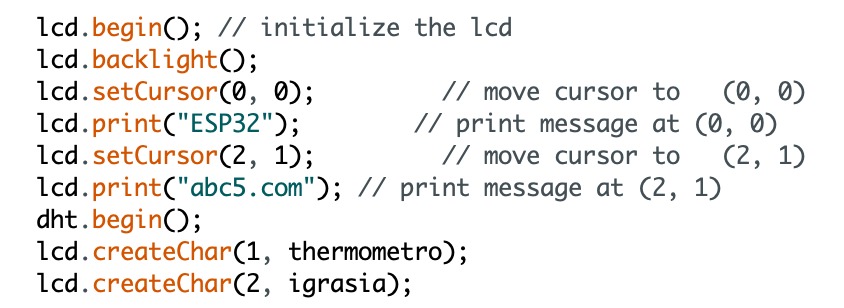 lcd.begin(); // initialize the lcd
lcd.backlight();
lcd.setCursor(0, 0);         // move cursor to   (0, 0)
lcd.print("ESP32");        // print message at (0, 0)
lcd.setCursor(2, 1);         // move cursor to   (2, 1)
lcd.print("abc5.com"); // print message at (2, 1)
dht.begin();
lcd.createChar(1, thermometro);
lcd.createChar(2, igrasia);